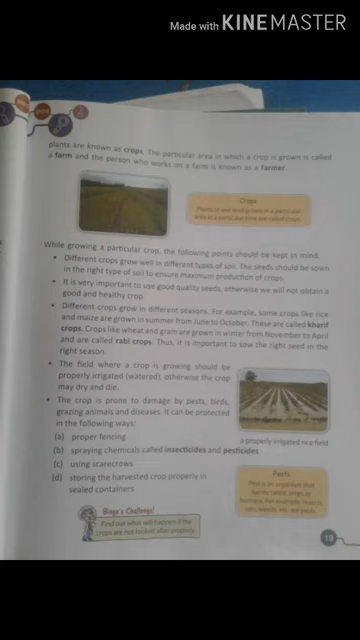 Made with KINEMASTER
plants are known as crops. The particular area in which a crop is grown is called
a farm and the person who works on a farm is known as a farmer.
Crops
Plants of one kind grown in a particular
area at a particular time are called crops.
While growing a particular crop, the following points should be kept in mind.
• Different crops grow well in different types of soil. The seeds should be sown
in the right type of soil to ensure maximum production of crops.
• It is very important to use good quality seeds, otherwise we will not obtain a
good and healthy crop.
• Different crops grow in different seasons. For example, some crops like rice
and maize are grown in summer from June to October. These are called kharif
crops. Crops like wheat and gram are grown in winter from November to April
and are called rabi crops. Thus, it is important to sow the right seed in the
right season.
• The field where a crop is growing should be
properly irrigated (watered), otherwise the crop
may dry and die.
• The crop is prone to damage by pests, birds,
grazing animals and diseases. It can be protected
in the following ways:
(a) proper fencing
a properly irrigated rice field
(b) spraying chemicals called insecticides and pesticides
(c) using scarecrows
(d) storing the harvested crop properly in
sealed containers
Pests
Pest is an organism that
harms cattle, crops or
humans. For example, insects,
rats, weeds, etc. are pests.
Bingo's Challenge!
Find out what will happen if the
crops are not looked after properly.
19